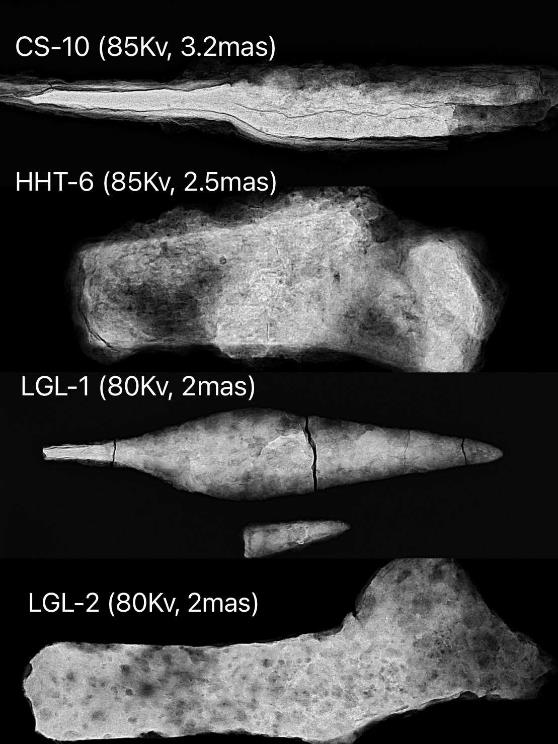 CS-10 (85Kv, 3.2mas)
HHT-6 (85Kv, 2.5mas)
LGL-1 (80Kv, 2mas)
LGL-2 (80Kv, 2mas)